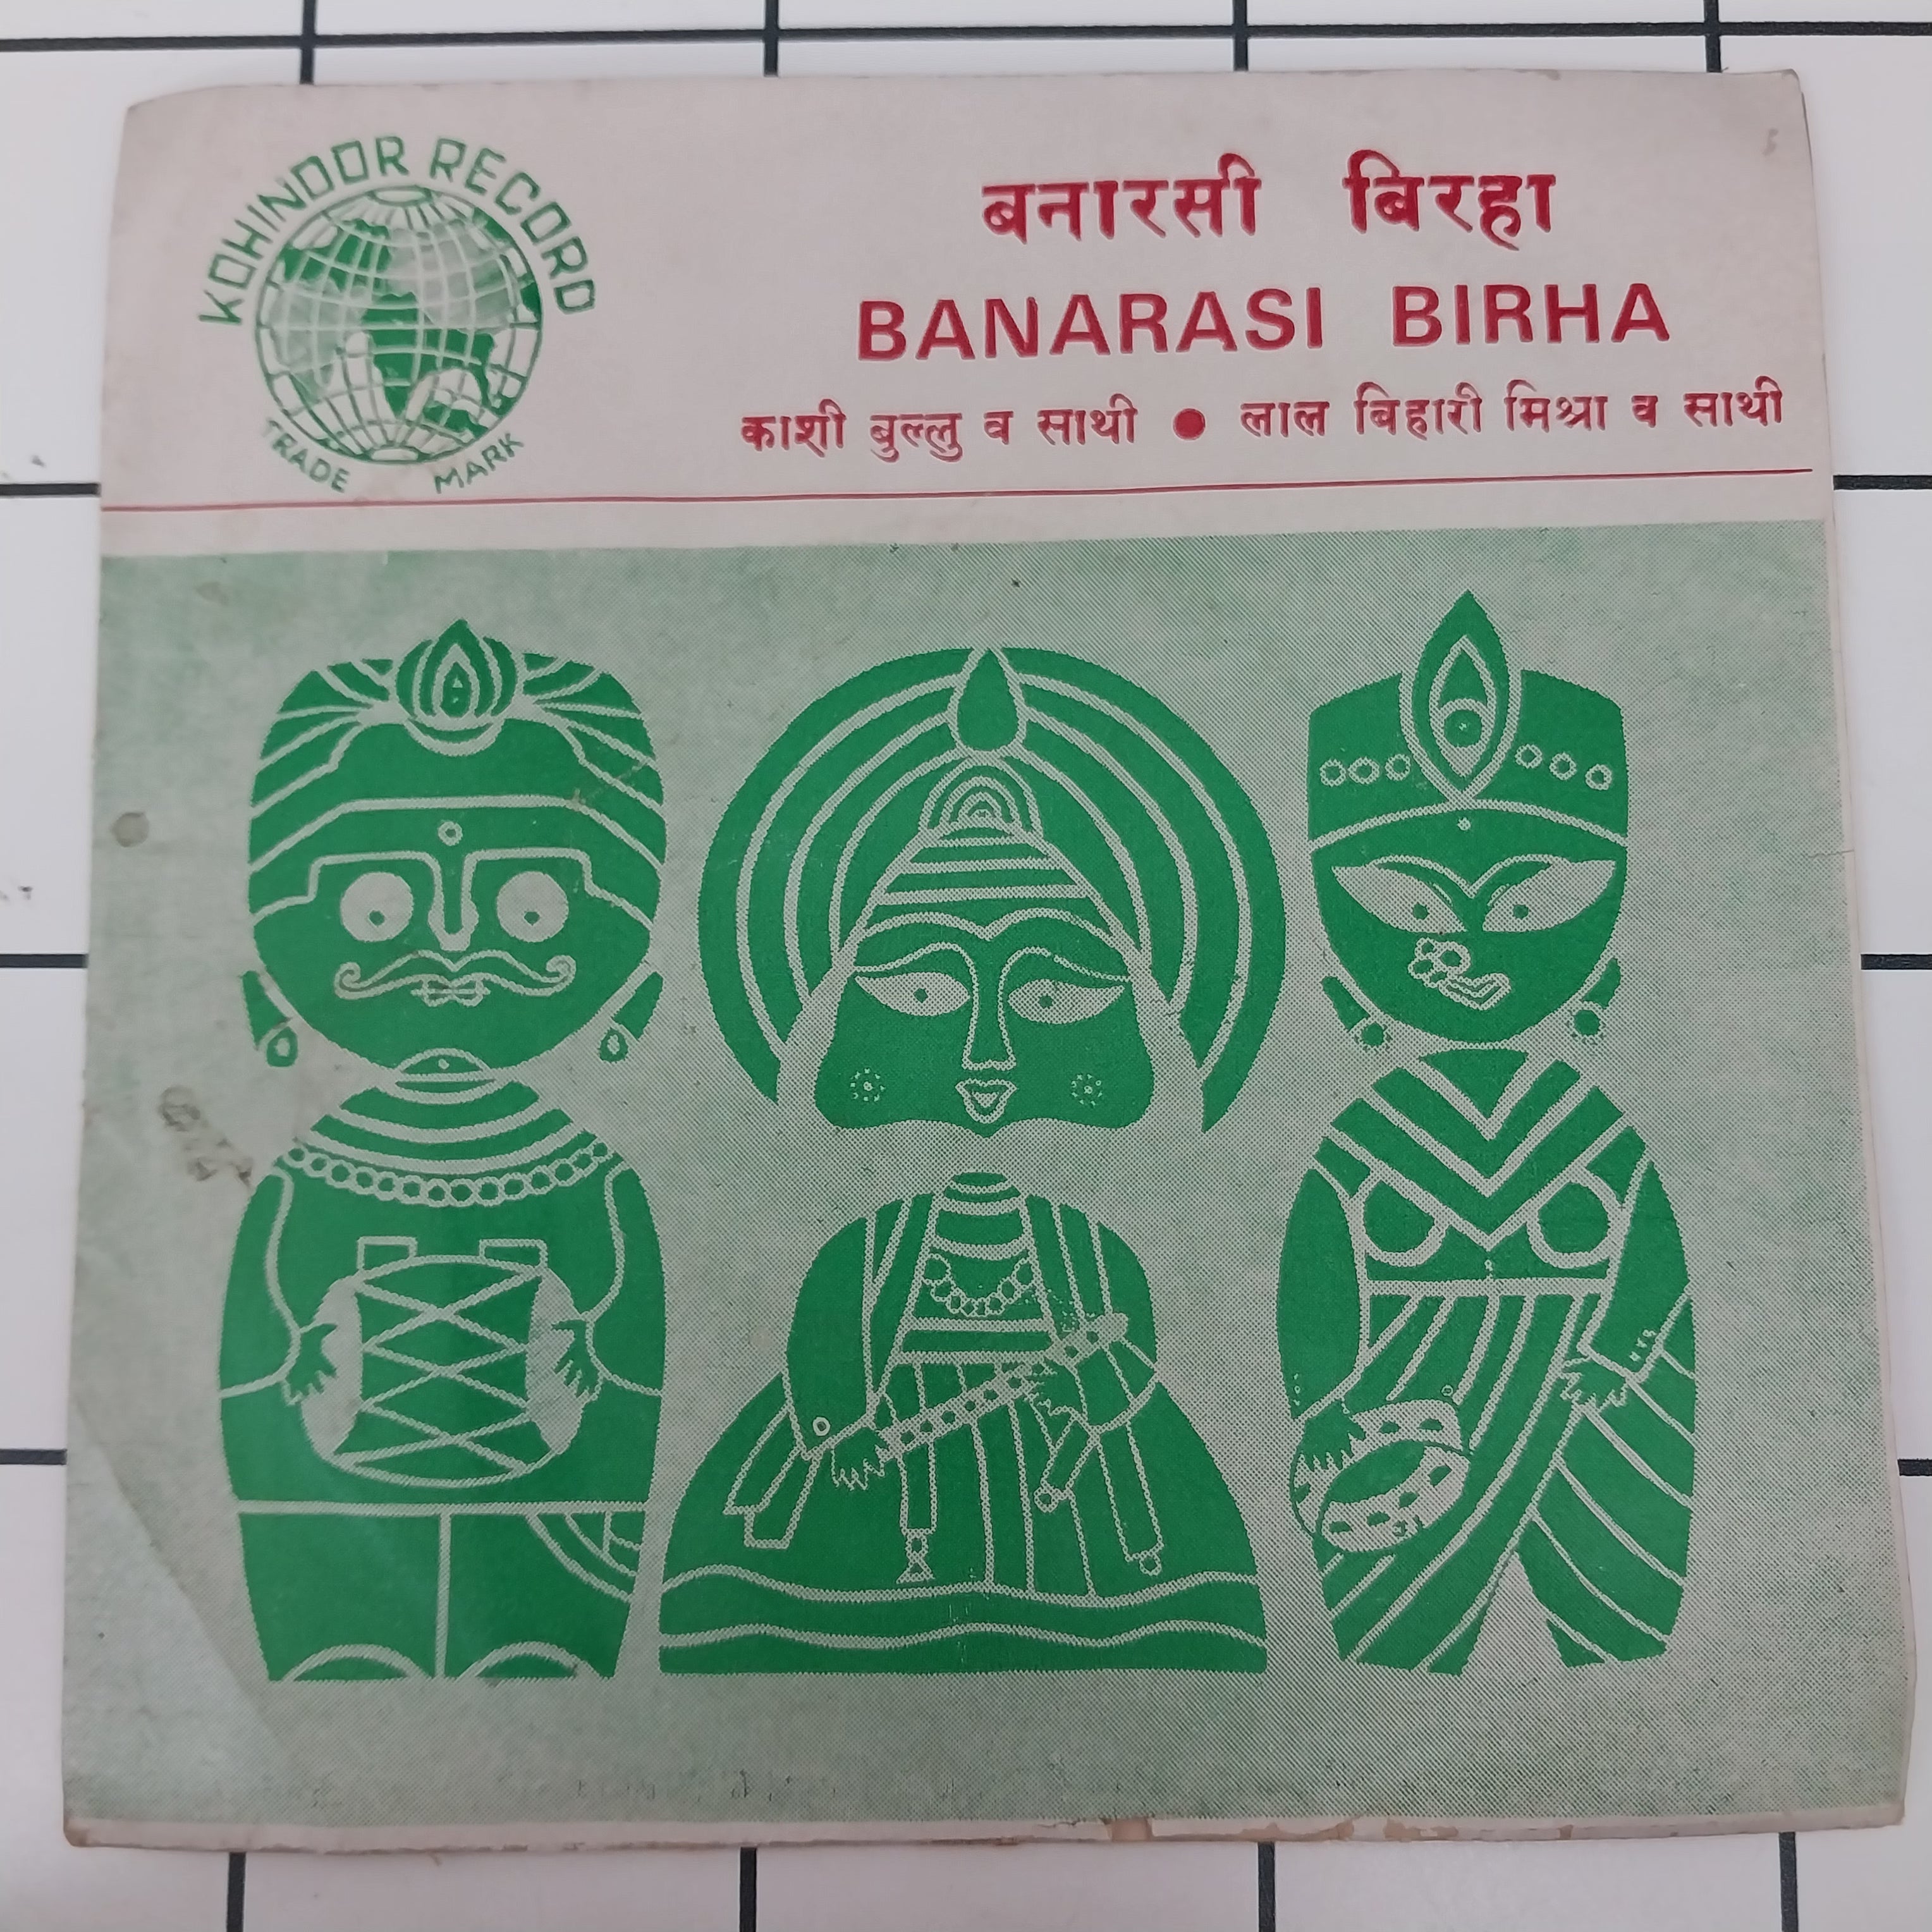 KOHINOOR RECORD
TRADE MARK
बनारसी बिरहा
BANARASI BIRHA
काशी बुल्लु व साथी ● लाल बिहारी मिश्रा व साथी